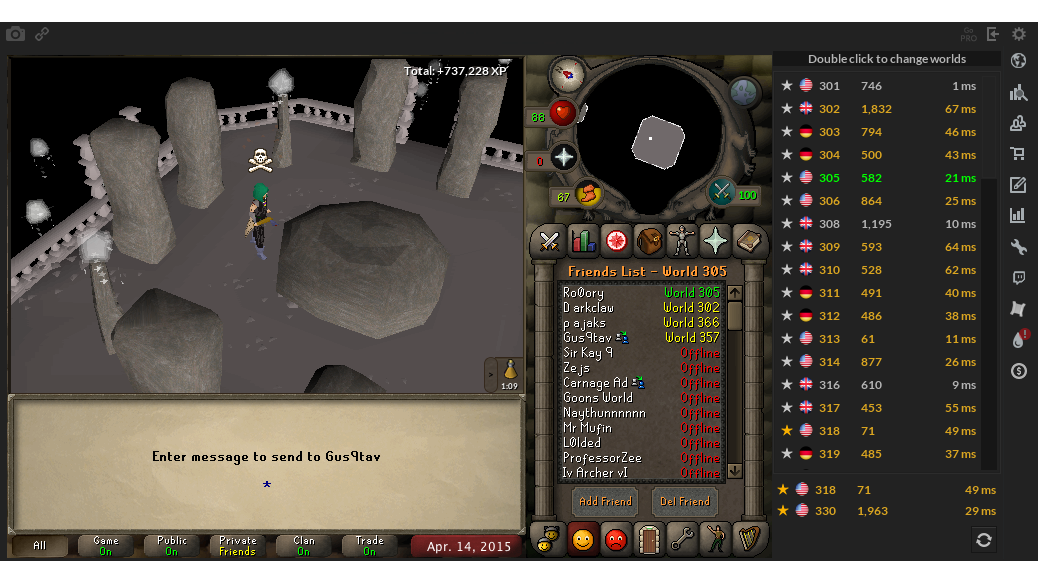 Go
PRO
Total: +737,228 XP
88
0
67
100
1:09
Enter message to send to Gus9tav
*
All
Game
On
Public
On
Private
Friends
Clan
On
Trade
On
Apr. 14, 2015
Friends List - World 305
Ro0ory World 305
D arkclaw World 302
p a jaks World 366
Gus9tav World 357
Sir Kay 9 Offline
Zejs Offline
Carnage Ad Offline
Goons World Offline
Naythunnnnnn Offline
Mr Mufin Offline
L0lded Offline
ProfessorZee Offline
Iv Archer vI Offline
Add Friend
Del Friend
Double click to change worlds
301 746 1 ms
302 1,832 67 ms
303 794 46 ms
304 500 43 ms
305 582 21 ms
306 864 25 ms
308 1,195 10 ms
309 593 64 ms
310 528 62 ms
311 491 40 ms
312 486 38 ms
313 61 11 ms
314 877 26 ms
316 610 9 ms
317 453 55 ms
318 71 49 ms
319 485 37 ms
318 71 49 ms
330 1,963 29 ms